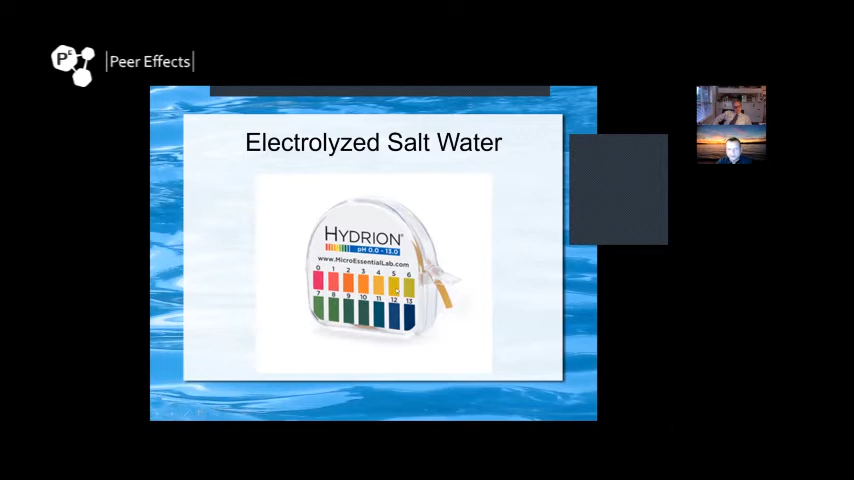 PE
|Peer Effects|
Electrolyzed Salt Water
HYDRION®
pH 0.0 - 13.0
www.MicroEssentialLab.com
0 1 2 3 4 5 6
7 8 9 10 11 12 13